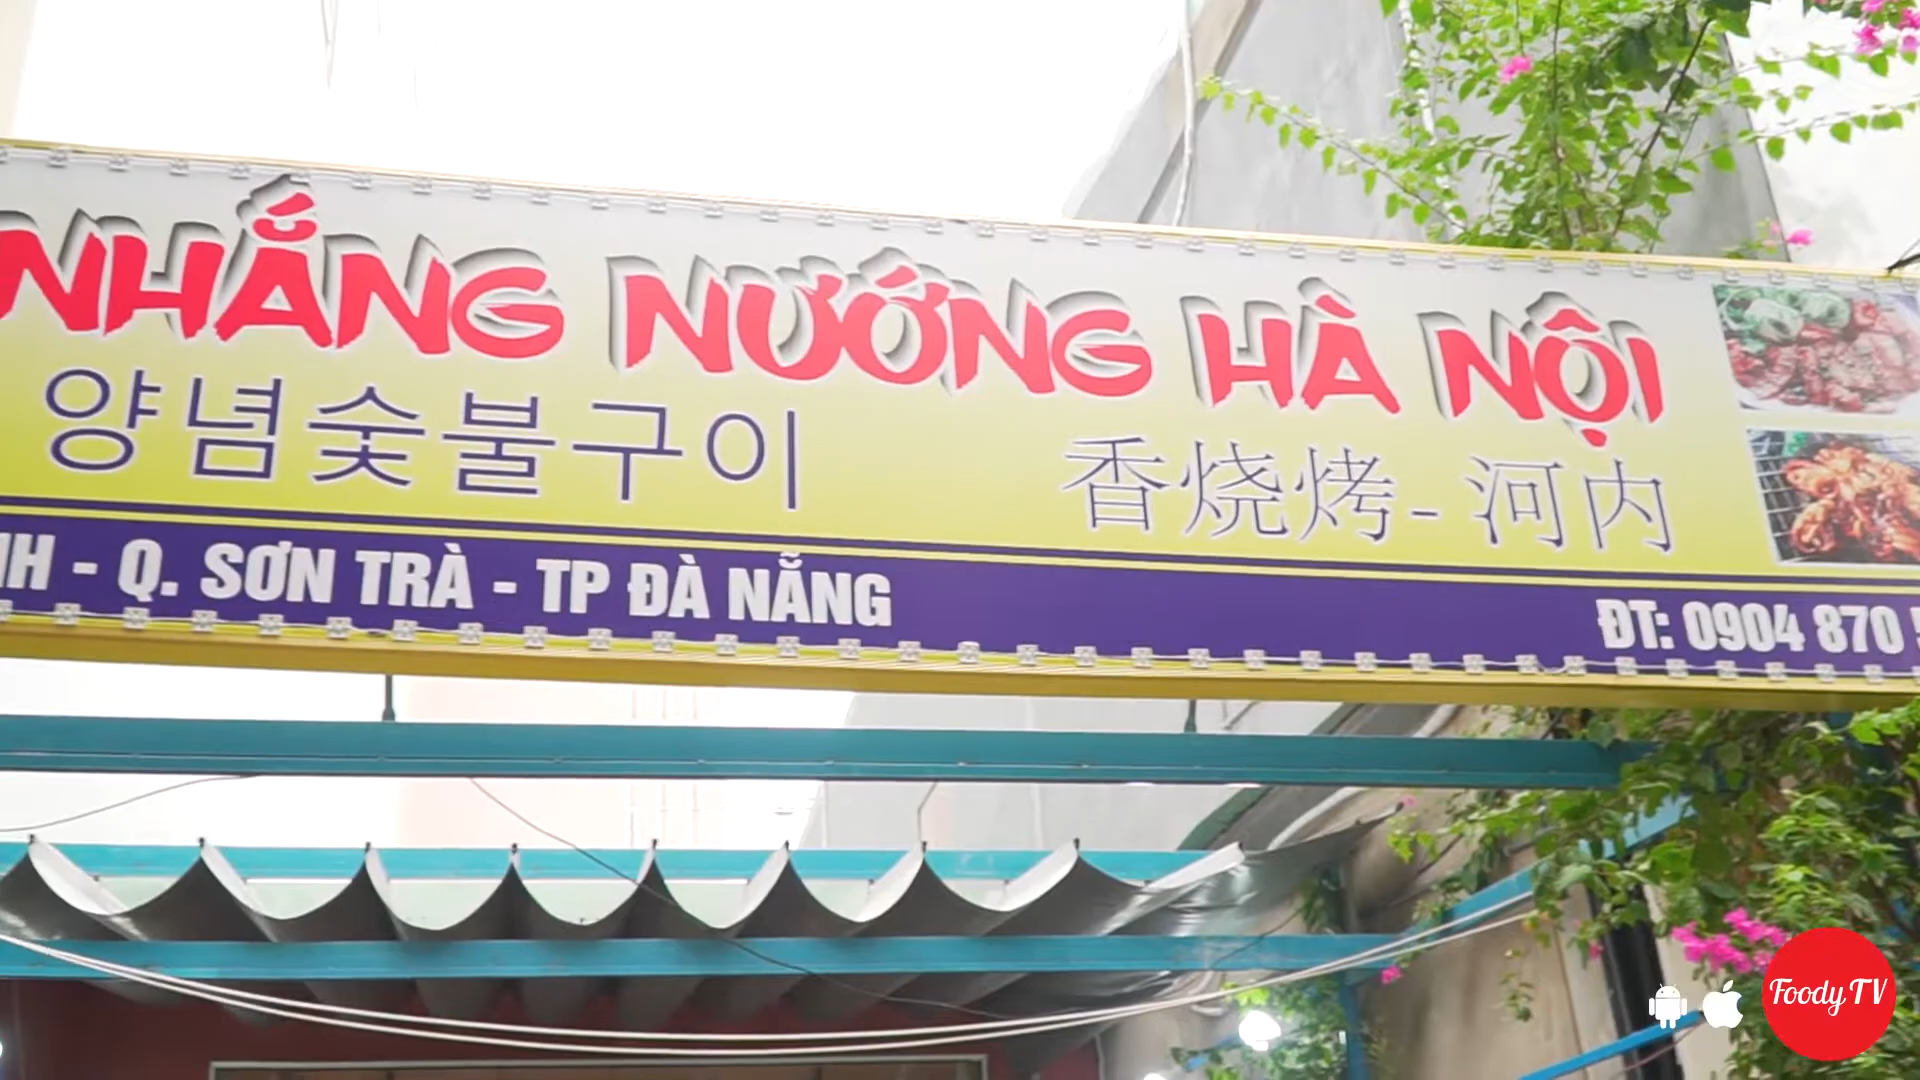 NHẮNG NƯỚNG HÀ NỘI
양념숯불구이 香烧烤-河内
- Q. SƠN TRÀ - TP ĐÀ NẴNG ĐT: 0904 870
Foody TV